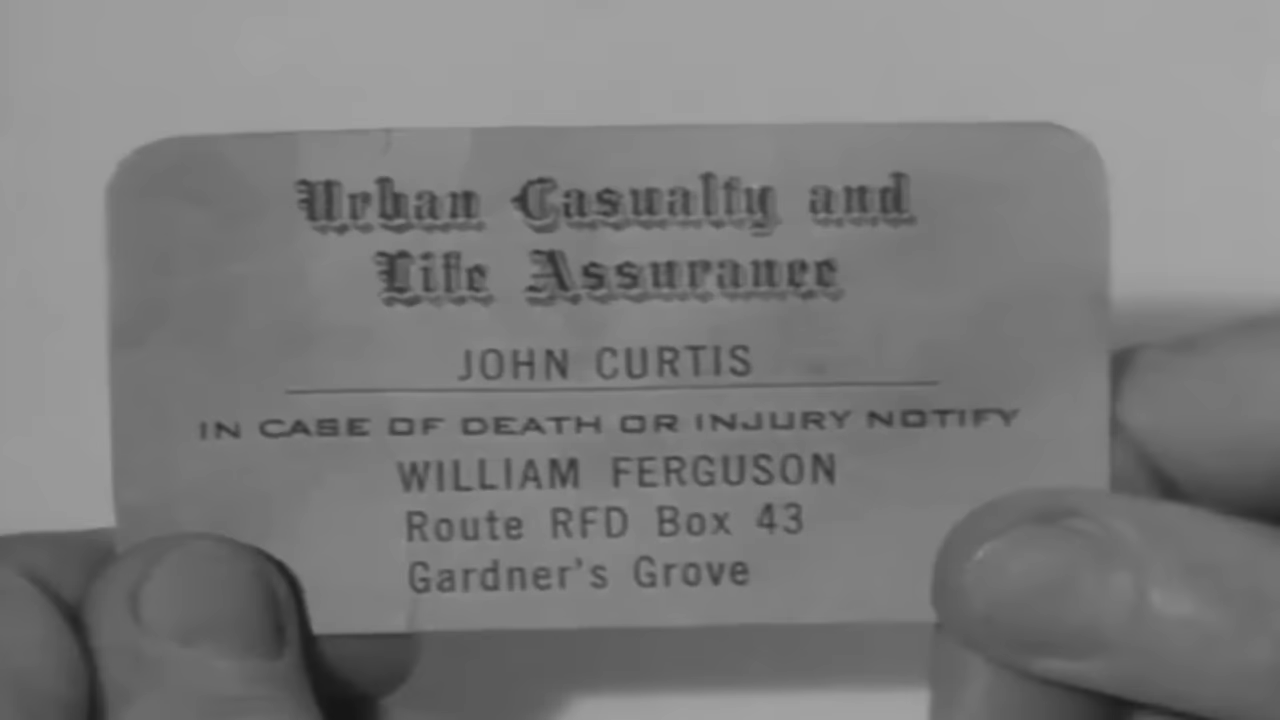 Urban Casualty and
Life Assurance
JOHN CURTIS
IN CASE OF DEATH OR INJURY NOTIFY
WILLIAM FERGUSON
Route RFD Box 43
Gardner's Grove